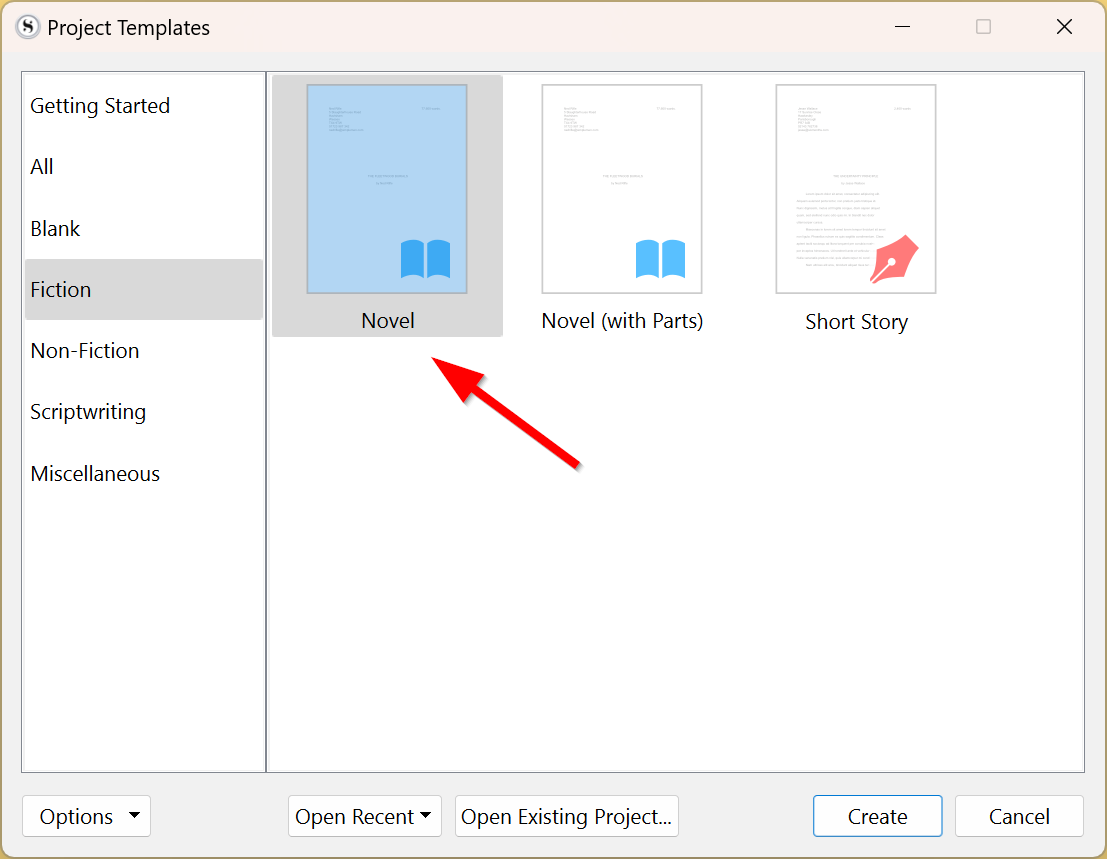 Project Templates
Getting Started
All
Blank
Fiction
Non-Fiction
Scriptwriting
Miscellaneous
Novel
Novel (with Parts)
Short Story
Options
Open Recent
Open Existing Project...
Create
Cancel